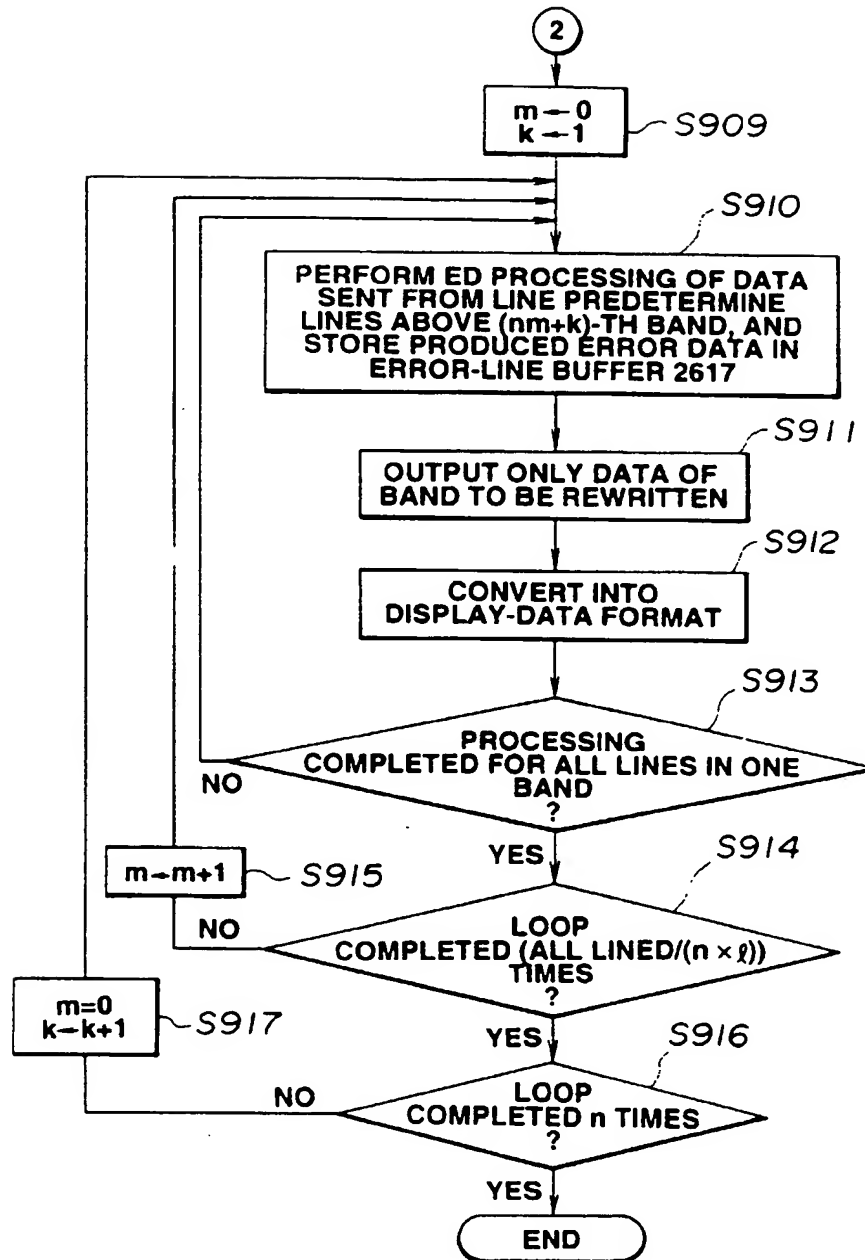 2
m←0
k←1
S909
S910
PERFORM ED PROCESSING OF DATA
SENT FROM LINE PREDETERMINE
LINES ABOVE (nm+k)-TH BAND, AND
STORE PRODUCED ERROR DATA IN
ERROR-LINE BUFFER 2617
S911
OUTPUT ONLY DATA OF
BAND TO BE REWRITTEN
S912
CONVERT INTO
DISPLAY-DATA FORMAT
S913
PROCESSING
COMPLETED FOR ALL LINES IN ONE
BAND
?
NO
YES
S914
m←m+1
S915
LOOP
COMPLETED (ALL LINED/(n × ℓ))
TIMES
?
NO
YES
m=0
k←k+1
S917
S916
LOOP
COMPLETED n TIMES
?
NO
YES
END